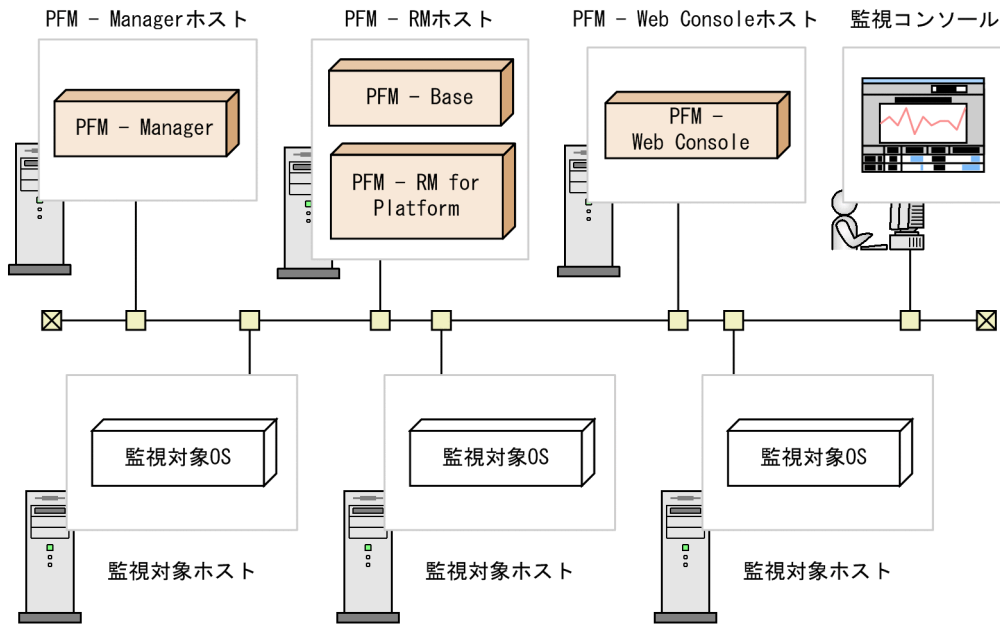 PFM － Managerホスト
PFM － RMホスト
PFM － Web Consoleホスト
監視コンソール
PFM － Manager
PFM － Base
PFM － RM for
Platform
PFM －
Web Console
監視対象OS
監視対象OS
監視対象OS
監視対象ホスト
監視対象ホスト
監視対象ホスト